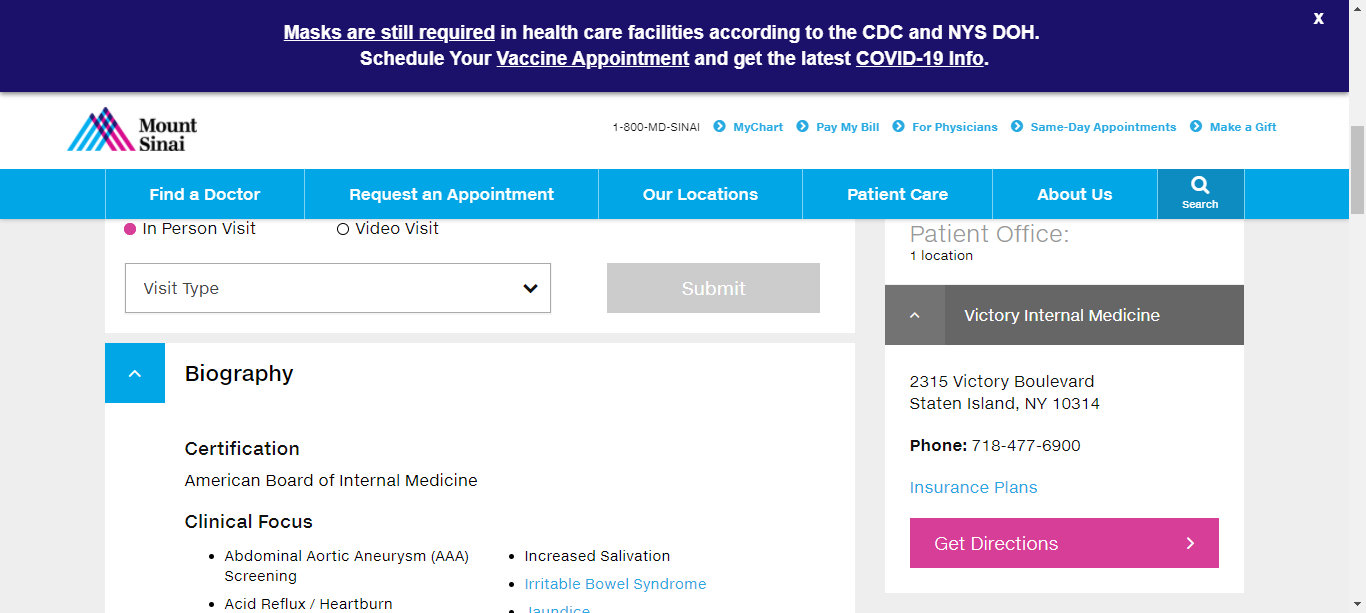 Masks are still required in health care facilities according to the CDC and NYS DOH.
Schedule Your Vaccine Appointment and get the latest COVID-19 Info.
X
Mount
Sinai
1-800-MD-SINAI
MyChart
Pay My Bill
For Physicians
Same-Day Appointments
Make a Gift
Find a Doctor
Request an Appointment
Our Locations
Patient Care
About Us
Search
In Person Visit
Video Visit
Visit Type
Submit
Biography
Certification
American Board of Internal Medicine
Clinical Focus
Abdominal Aortic Aneurysm (AAA)
Screening
Acid Reflux / Heartburn
Increased Salivation
Irritable Bowel Syndrome
Jaundice
Patient Office:
1 location
Victory Internal Medicine
2315 Victory Boulevard
Staten Island, NY 10314
Phone: 718-477-6900
Insurance Plans
Get Directions